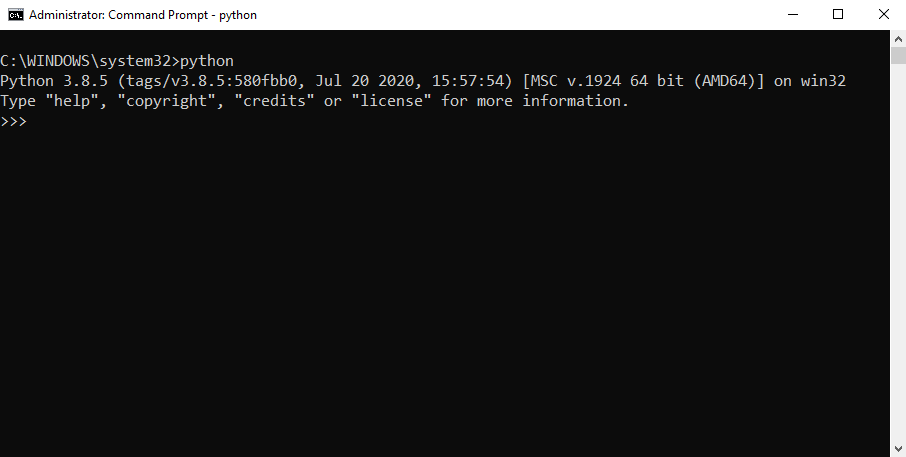 Administrator: Command Prompt - python
C:\WINDOWS\system32>python
Python 3.8.5 (tags/v3.8.5:580fbb0, Jul 20 2020, 15:57:54) [MSC v.1924 64 bit (AMD64)] on win32
Type "help", "copyright", "credits" or "license" for more information.
>>>